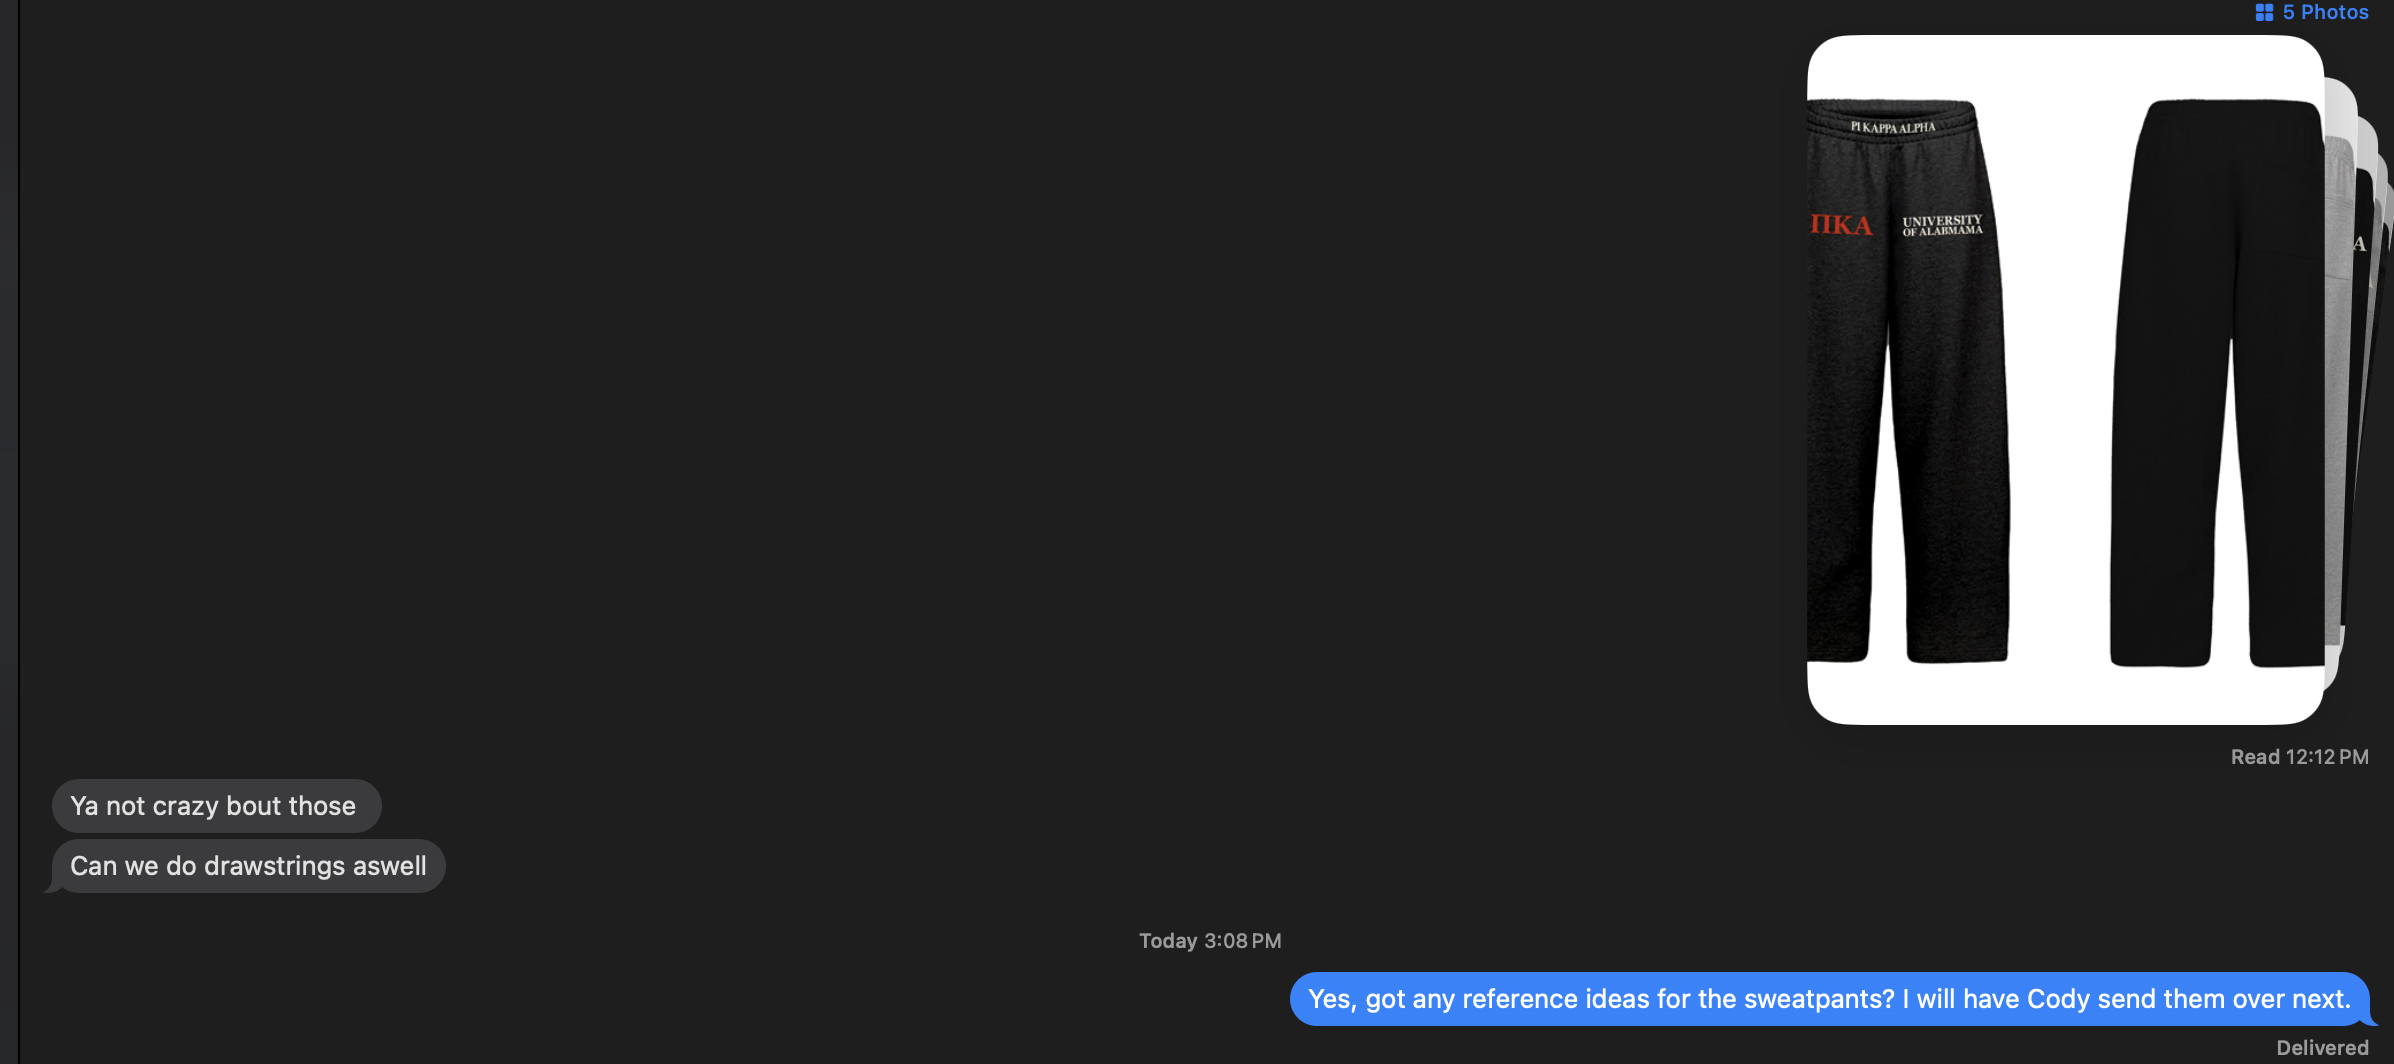 5 Photos
PI KAPPA ALPHA
ΠΚΑ
UNIVERSITY
OF ALABMAMA
A
Read 12:12 PM
Ya not crazy bout those
Can we do drawstrings aswell
Today 3:08 PM
Yes, got any reference ideas for the sweatpants? I will have Cody send them over next.
Delivered